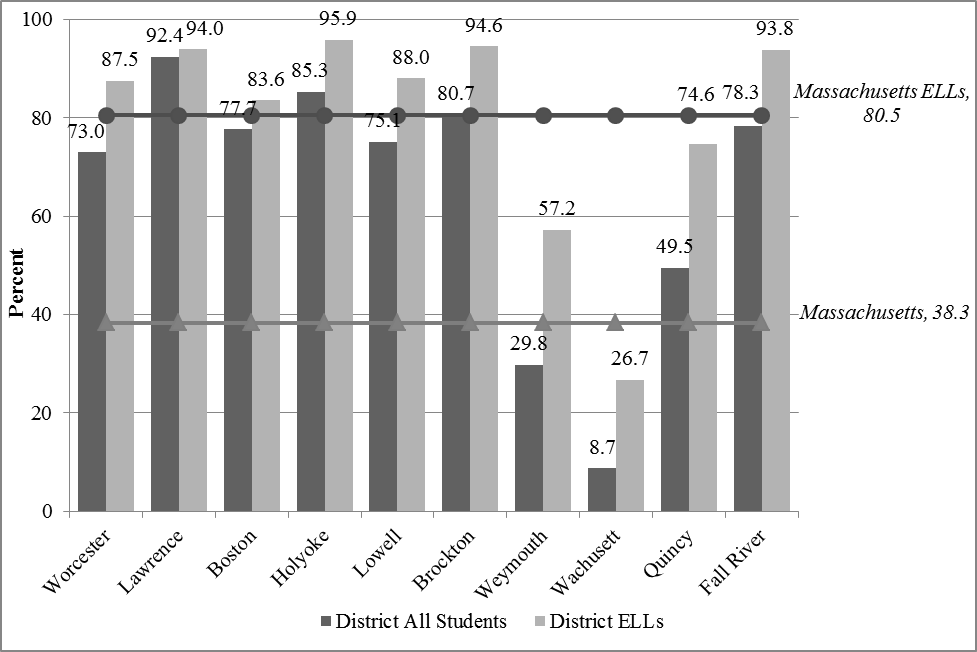 100
80
60
40
20
0
Percent
73.0
87.5
92.4
94.0
77.7
83.6
85.3
95.9
75.1
88.0
80.7
94.6
29.8
57.2
8.7
26.7
49.5
74.6
78.3
93.8
Massachusetts ELLs,
80.5
Massachusetts, 38.3
Worcester
Lawrence
Boston
Holyoke
Lowell
Brockton
Weymouth
Wachusett
Quincy
Fall River
District All Students
District ELLs